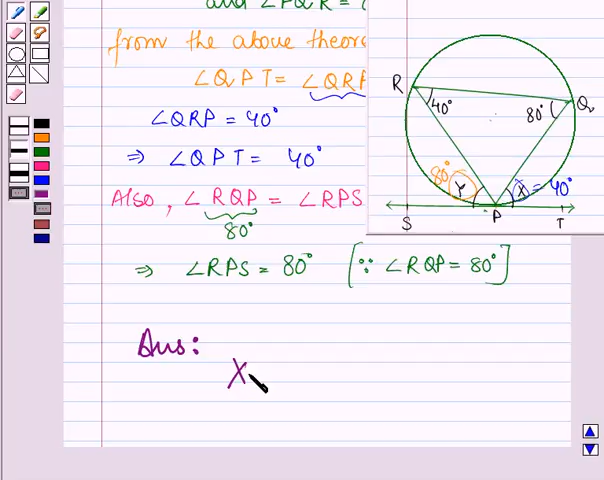 and ∠PQR =
from the above theore
∠QPT = ∠QRP
∠QRP = 40°
⇒ ∠QPT = 40°
Also, ∠RQP = ∠RPS
80°
⇒ ∠RPS = 80° [∵ ∠RQP = 80°]
Ans:
X
R
40°
80°
Q
80°
Y
X = 40°
S
P
T